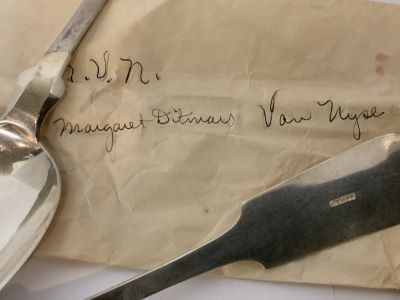 V. N.
Margaret Ditmars Van Nyse